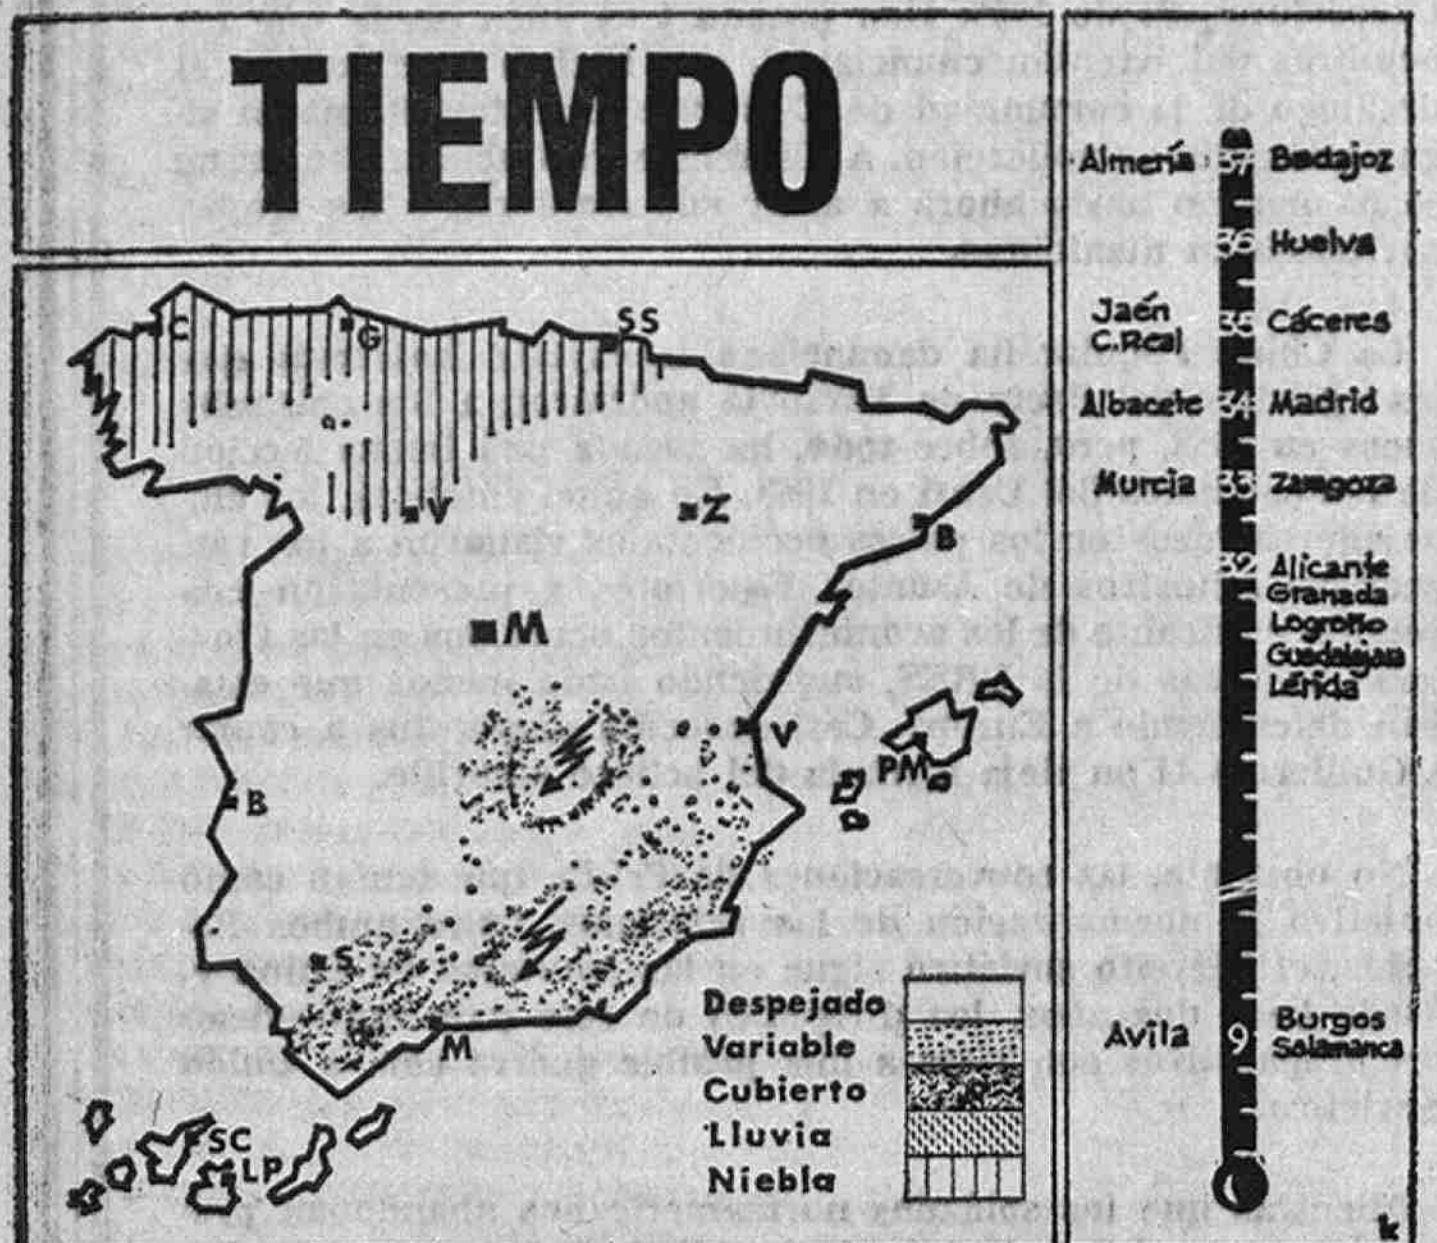 TIEMPO
C
G
SS
V
Z
B
M
V
PM
B
S
M
SC
LP
Despejado
Variable
Cubierto
Lluvia
Niebla
Almería 37 Badajoz
36 Huelva
Jaén
C.Real 35 Cáceres
Albacete 34 Madrid
Murcia 33 Zaragoza
32 Alicante
Granada
Logroño
Guadalajara
Lérida
Avila 9 Burgos
Salamanca
k